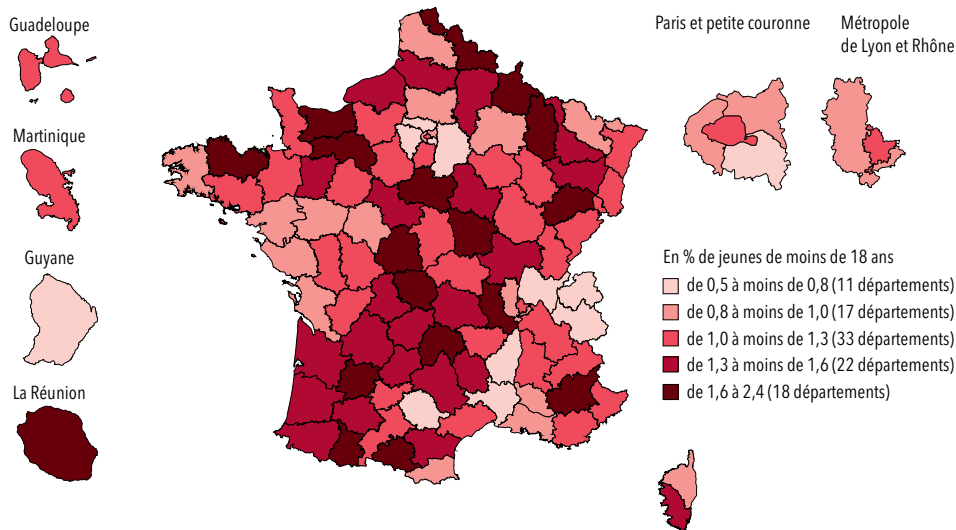 Guadeloupe
Martinique
Guyane
La Réunion
Paris et petite couronne
Métropole
de Lyon et Rhône
En % de jeunes de moins de 18 ans
de 0,5 à moins de 0,8 (11 départements)
de 0,8 à moins de 1,0 (17 départements)
de 1,0 à moins de 1,3 (33 départements)
de 1,3 à moins de 1,6 (22 départements)
de 1,6 à 2,4 (18 départements)